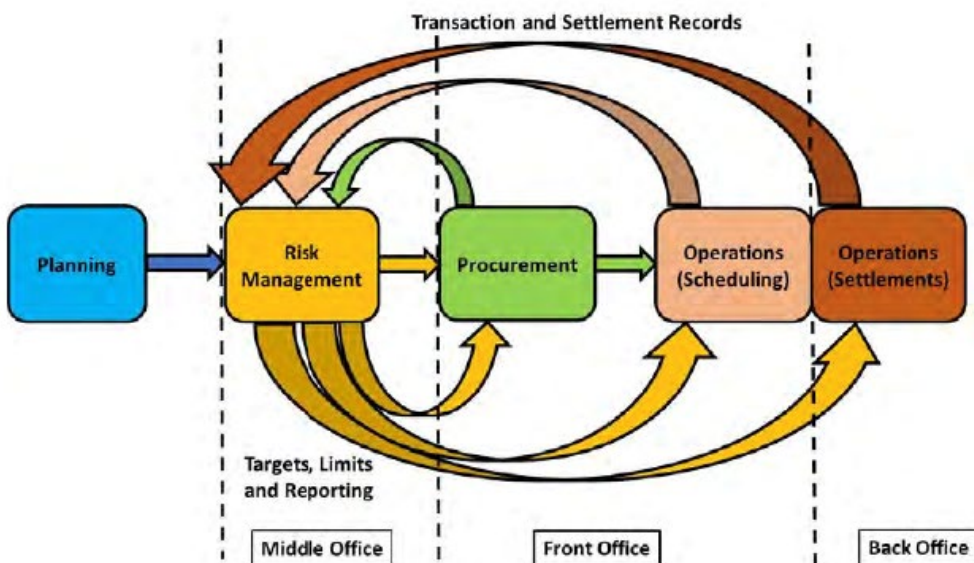 Transaction and Settlement Records
Planning
Risk
Management
Procurement
Operations
(Scheduling)
Operations
(Settlements)
Targets, Limits
and Reporting
Middle Office
Front Office
Back Office